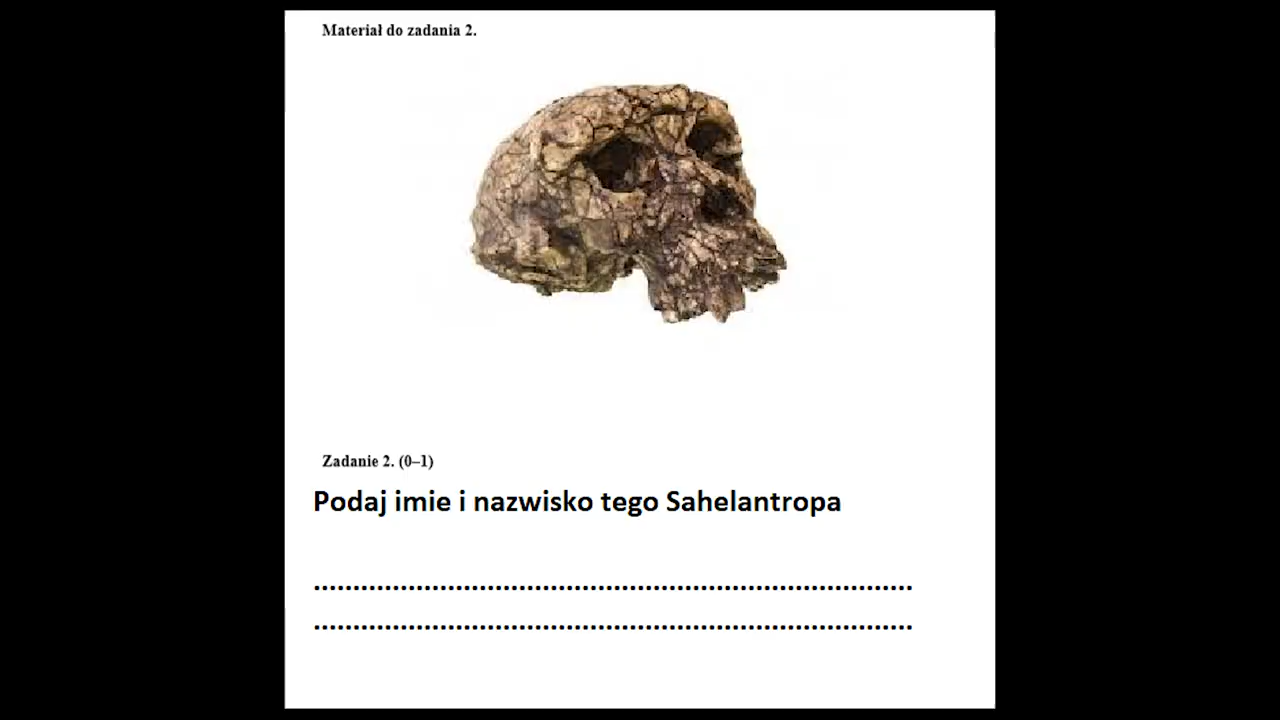 Materiał do zadania 2.
Zadanie 2. (0–1)
Podaj imie i nazwisko tego Sahelantropa
...........................................................................
...........................................................................